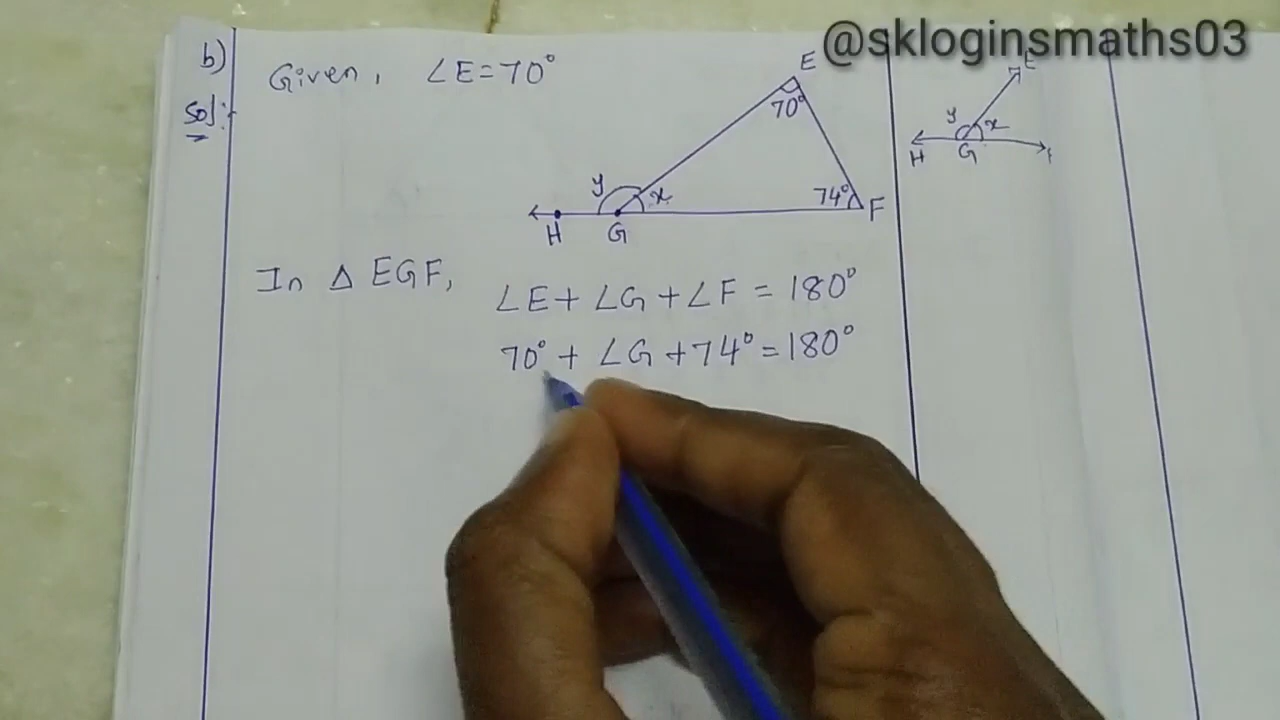 @skloginsmaths03
b)
Given, ∠E=70°
Sol:-
E
70°
y
x
74°
H
G
F
E
y
x
H
G
In Δ EGF,
∠E+∠G+∠F=180°
70°+∠G+74°=180°